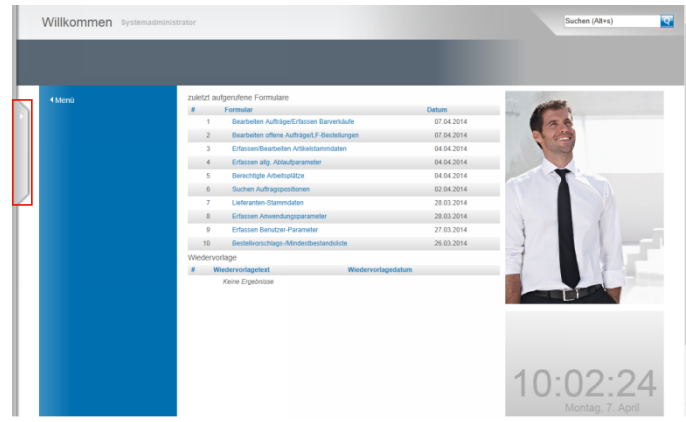 Willkommen Systemadministrator Suchen (Alt+s)
Menü
zuletzt aufgerufene Formulare
# Formular Datum
1 Bearbeiten Aufträge/Erfassen Barverkäufe 07.04.2014
2 Bearbeiten offene Aufträge/LF-Bestellungen 07.04.2014
3 Erfassen/Bearbeiten Artikelstammdaten 04.04.2014
4 Erfassen allg. Ablaufparameter 04.04.2014
5 Berechtigte Arbeitsplätze 04.04.2014
6 Suchen Auftragspositionen 02.04.2014
7 Lieferanten-Stammdaten 28.03.2014
8 Erfassen Anwendungsparameter 28.03.2014
9 Erfassen Benutzer-Parameter 27.03.2014
10 Bestellvorschlags-/Mindestbestandsliste 26.03.2014
Wiedervorlage
# Wiedervorlagetext Wiedervorlagedatum
Keine Ergebnisse
10:02:24
Montag, 7. April